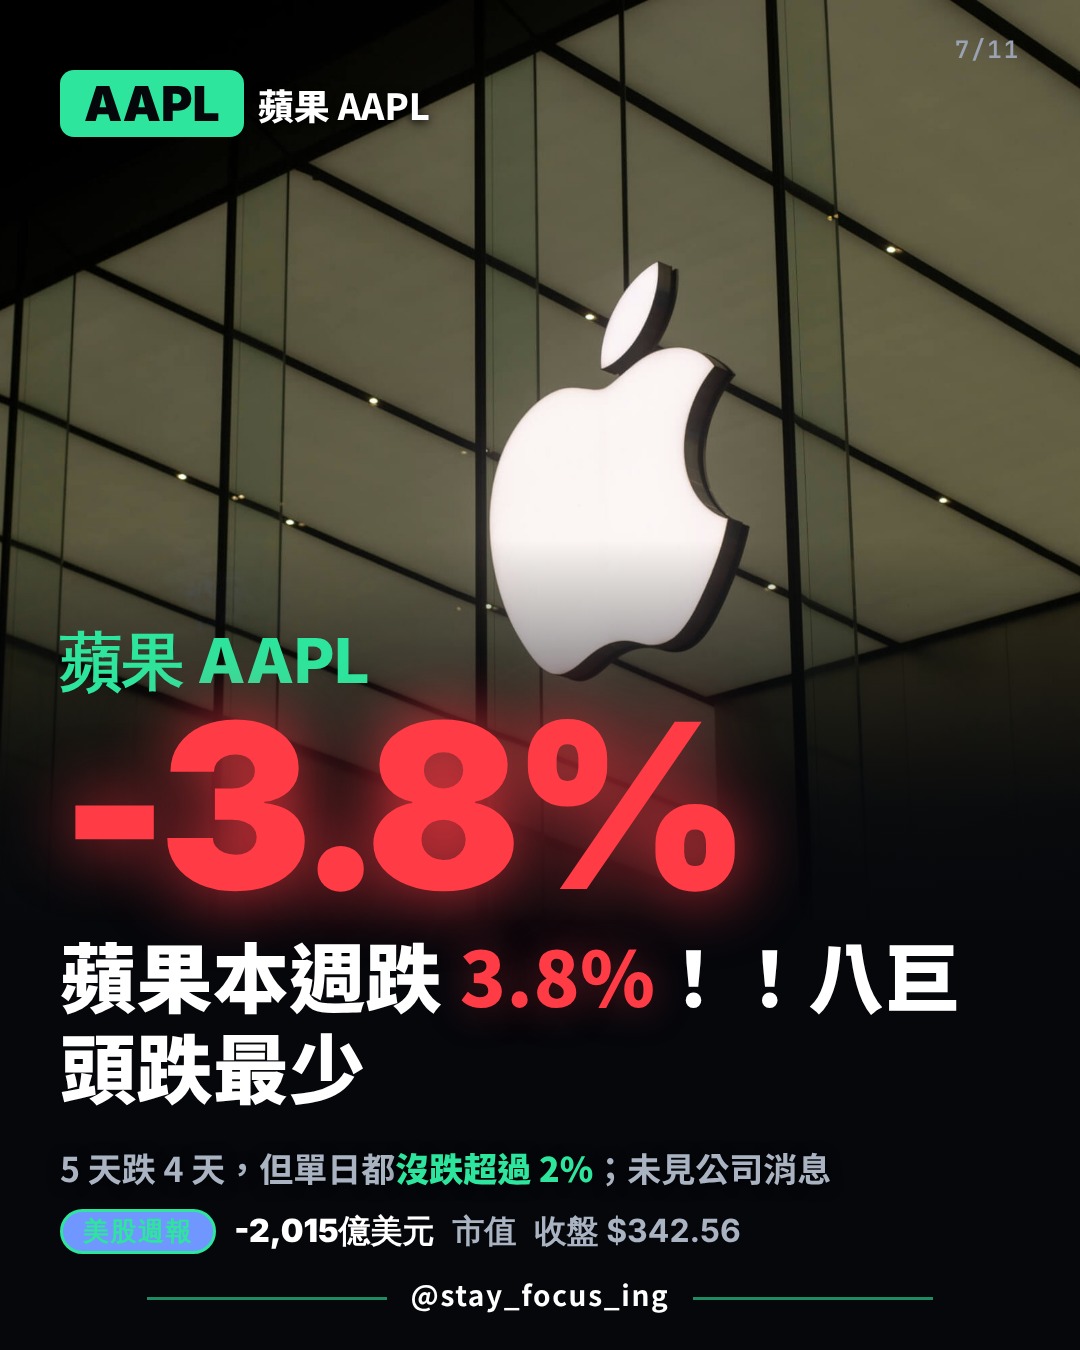 7/11
AAPL 蘋果 AAPL
蘋果 AAPL
-3.8%
蘋果本週跌 3.8%！！八巨
頭跌最少
5 天跌 4 天，但單日都沒跌超過 2%；未見公司消息
美股週報 -2,015億美元 市值 收盤 $342.56
@stay_focus_ing